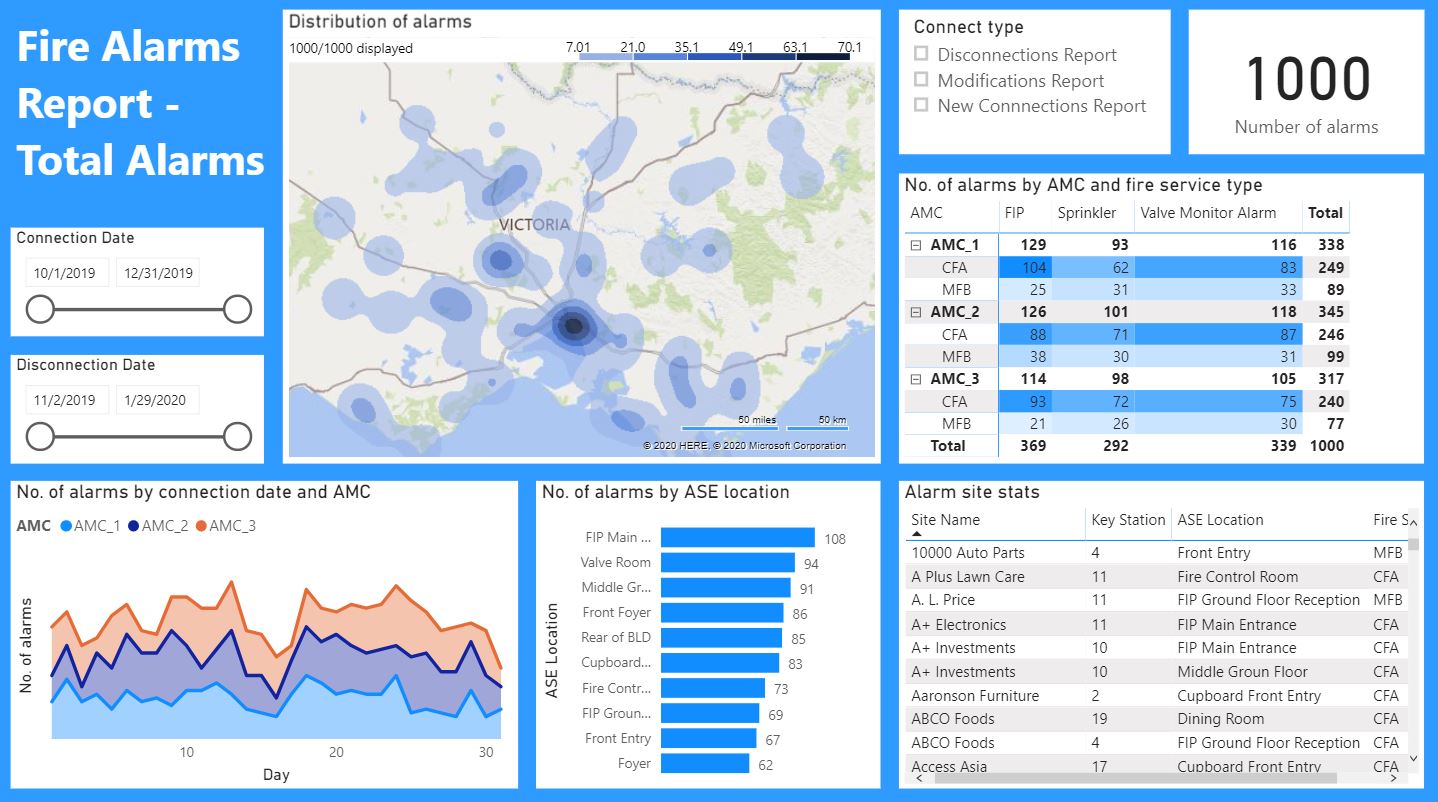 Fire Alarms
Report -
Total Alarms
Connection Date
10/1/2019 12/31/2019
Disconnection Date
11/2/2019 1/29/2020
Distribution of alarms
1000/1000 displayed
7.01 21.0 35.1 49.1 63.1 70.1
VICTORIA
50 miles 50 km
© 2020 HERE, © 2020 Microsoft Corporation
Connect type
Disconnections Report
Modifications Report
New Connnections Report
1000
Number of alarms
No. of alarms by AMC and fire service type
AMC FIP Sprinkler Valve Monitor Alarm Total
AMC_1 129 93 116 338
CFA 104 62 83 249
MFB 25 31 33 89
AMC_2 126 101 118 345
CFA 88 71 87 246
MFB 38 30 31 99
AMC_3 114 98 105 317
CFA 93 72 75 240
MFB 21 26 30 77
Total 369 292 339 1000
No. of alarms by connection date and AMC
AMC AMC_1 AMC_2 AMC_3
No. of alarms
10 20 30
Day
No. of alarms by ASE location
ASE Location
FIP Main ... 108
Valve Room 94
Middle Gr... 91
Front Foyer 86
Rear of BLD 85
Cupboard... 83
Fire Contr... 73
FIP Groun... 69
Front Entry 67
Foyer 62
Alarm site stats
Site Name Key Station ASE Location Fire S
10000 Auto Parts 4 Front Entry MFB
A Plus Lawn Care 11 Fire Control Room CFA
A. L. Price 11 FIP Ground Floor Reception MFB
A+ Electronics 11 FIP Main Entrance CFA
A+ Investments 10 FIP Main Entrance CFA
A+ Investments 10 Middle Groun Floor CFA
Aaronson Furniture 2 Cupboard Front Entry CFA
ABCO Foods 19 Dining Room CFA
ABCO Foods 4 FIP Ground Floor Reception CFA
Access Asia 17 Cupboard Front Entry CFA